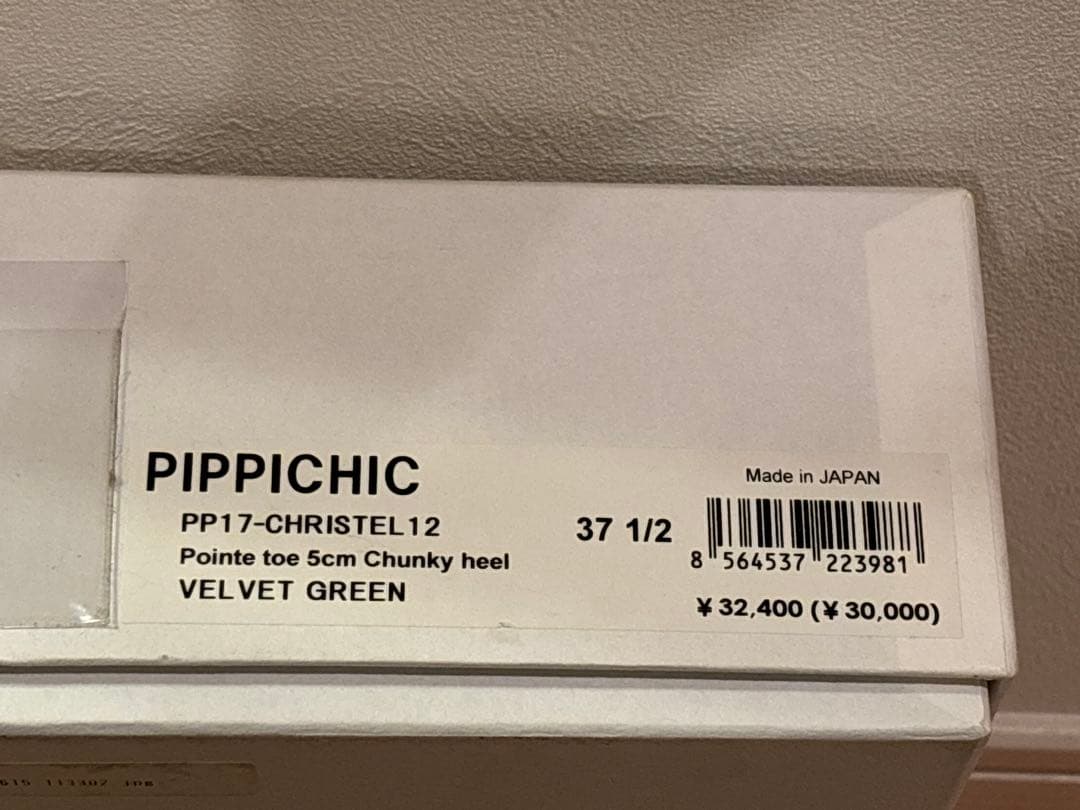 PIPPICHIC
PP17-CHRISTEL12
Pointe toe 5cm Chunky heel
VELVET GREEN
37 1/2
Made in JAPAN
8 564537 223981
¥ 32,400 (¥ 30,000)